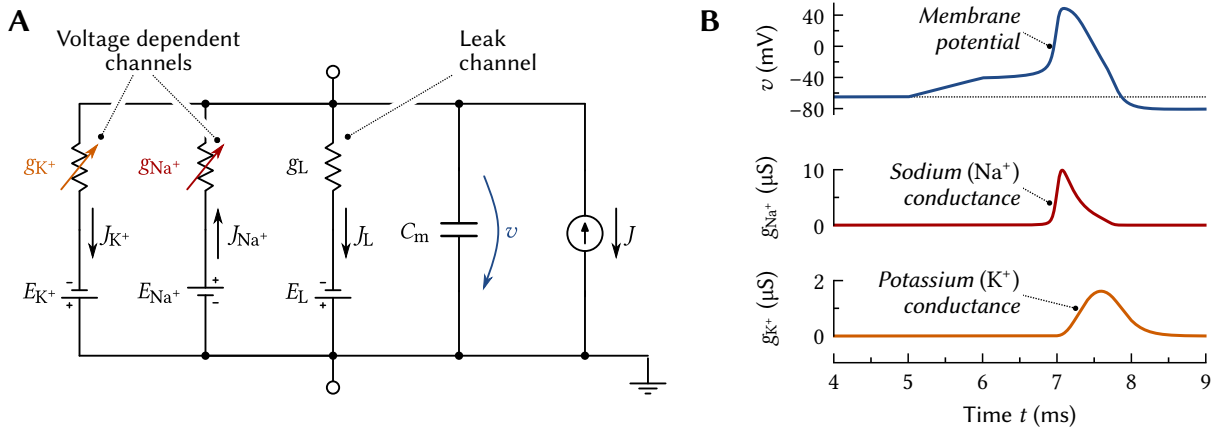 A
Voltage dependent
channels
Leak
channel
gK⁺
gNa⁺
gL
JK⁺
JNa⁺
JL
Cm
v
J
EK⁺
−
+
ENa⁺
+
−
EL
−
+
B
Membrane
potential
v (mV)
40
0
−40
−80
Sodium (Na⁺)
conductance
gNa⁺ (µS)
10
0
Potassium (K⁺)
conductance
gK⁺ (µS)
2
0
4 5 6 7 8 9
Time t (ms)